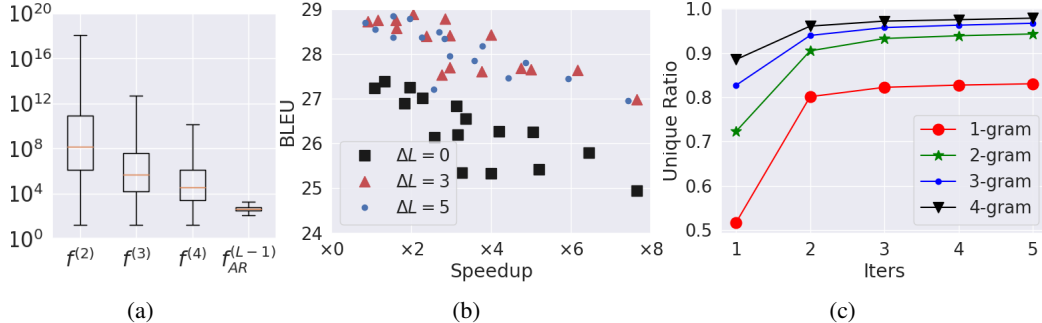 10^20
10^16
10^12
10^8
10^4
10^0
f^(2)
f^(3)
f^(4)
f_AR^(L−1)
(a)
29
28
27
26
25
24
BLEU
ΔL = 0
ΔL = 3
ΔL = 5
×0
×2
×4
×6
×8
Speedup
(b)
1.0
0.9
0.8
0.7
0.6
0.5
Unique Ratio
1-gram
2-gram
3-gram
4-gram
1
2
3
4
5
Iters
(c)